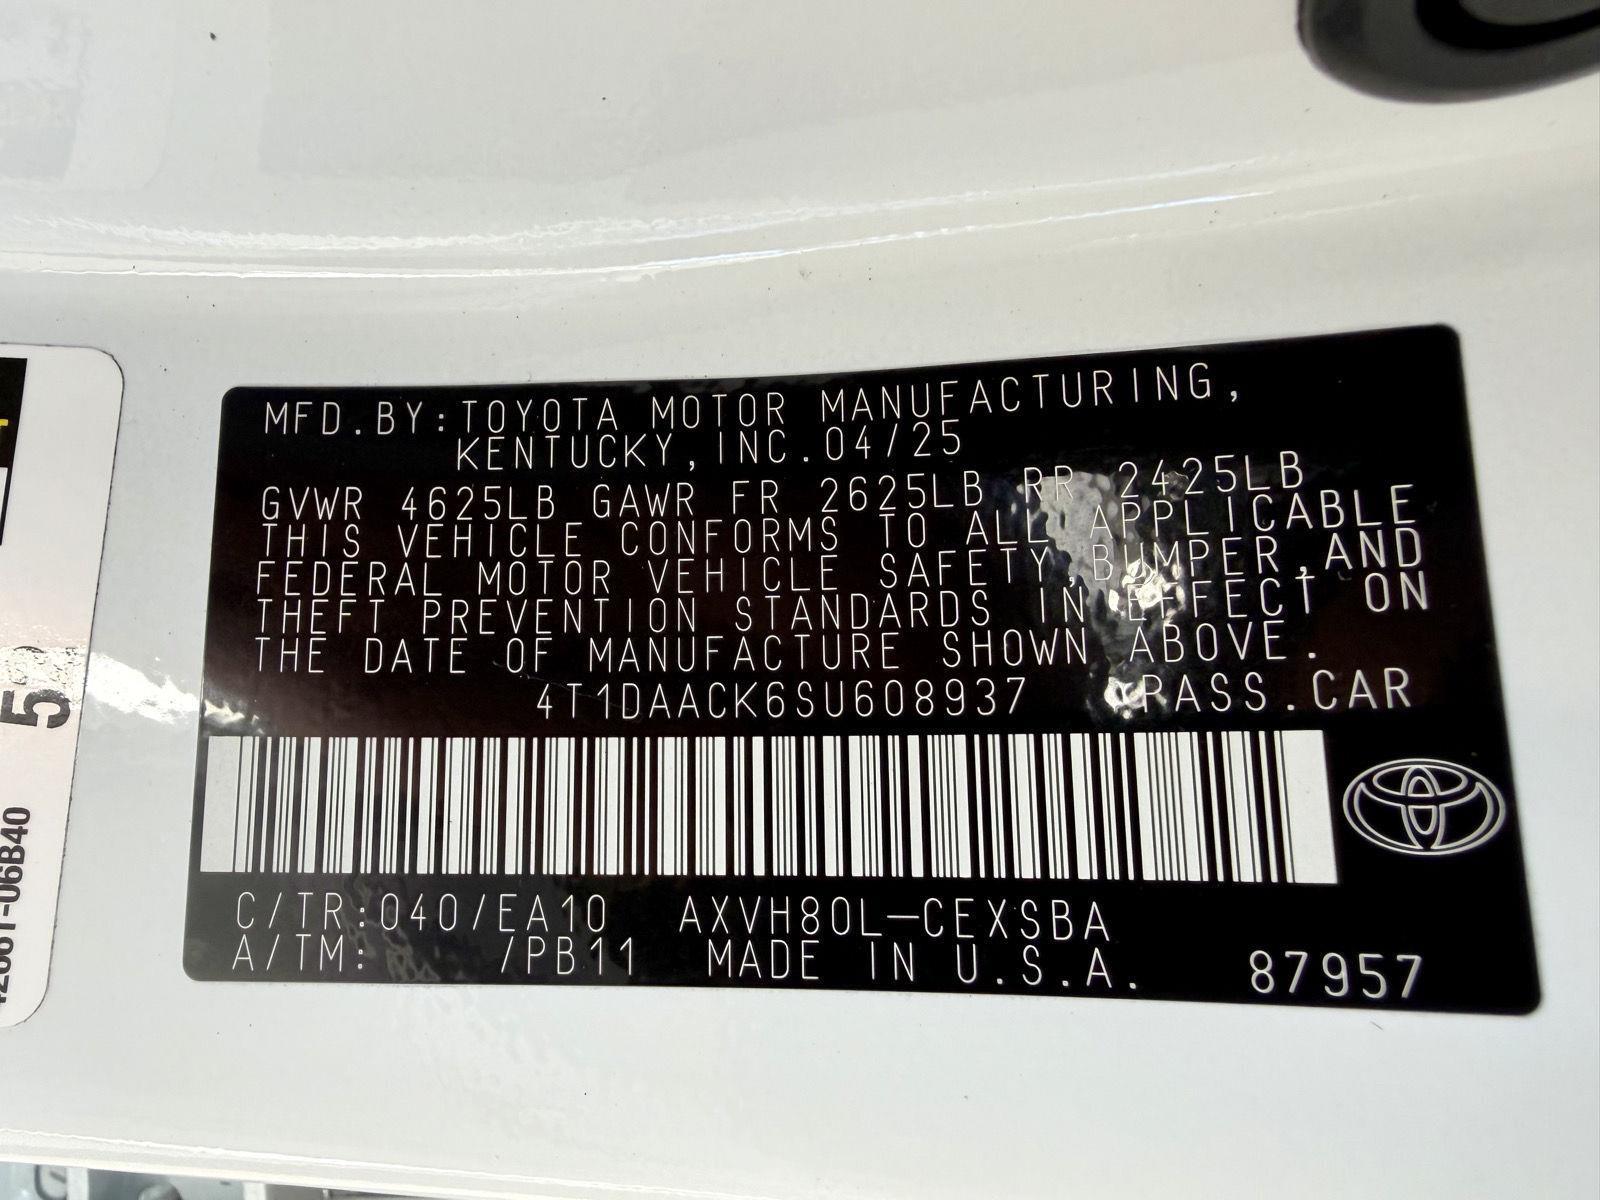 MFD.BY:TOYOTA MOTOR MANUFACTURING,
KENTUCKY,INC.04/25
GVWR 4625LB GAWR FR 2625LB RR 2425LB
THIS VEHICLE CONFORMS TO ALL APPLICABLE
FEDERAL MOTOR VEHICLE SAFETY,BUMPER,AND
THEFT PREVENTION STANDARDS IN EFFECT ON
THE DATE OF MANUFACTURE SHOWN ABOVE.
4T1DAACK6SU608937 PASS.CAR
C/TR:040/EA10 AXVH80L-CEXSBA
A/TM: /PB11 MADE IN U.S.A. 87957